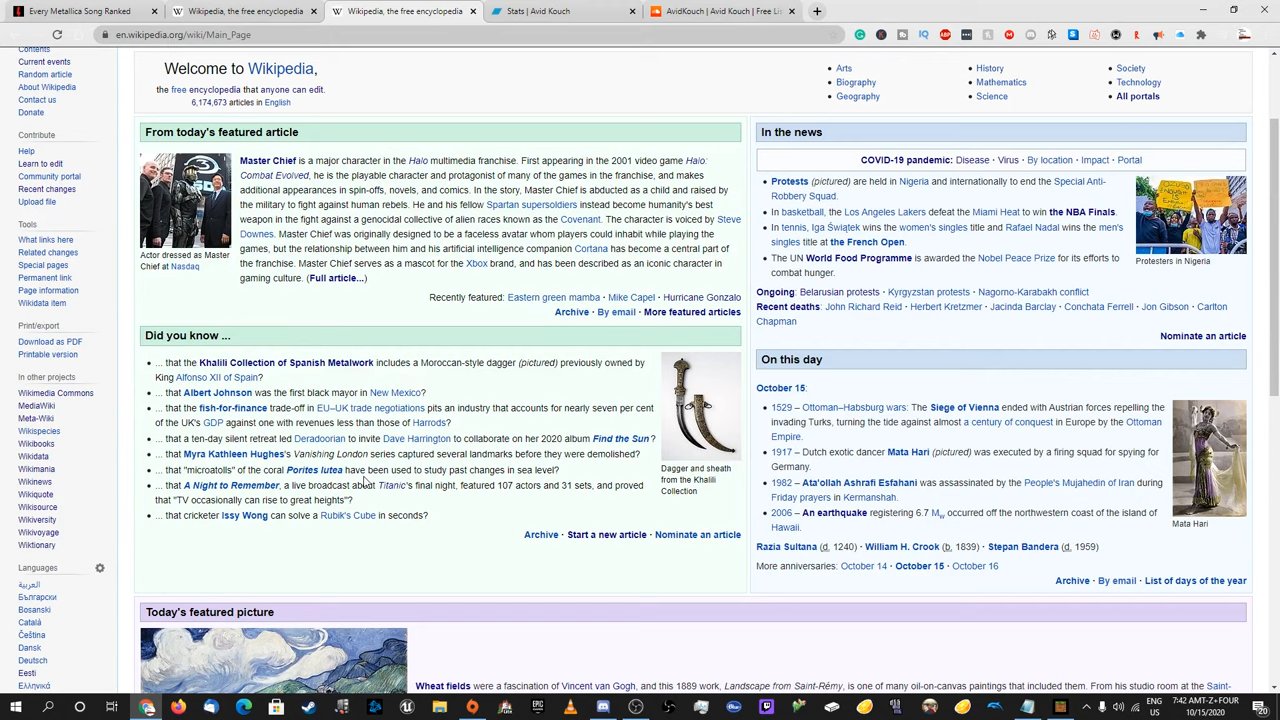 Every Metallica Song Ranked
Wikipedia, the free encyclopedia
Wikipedia, the free encyclopedia
Stats | Avid Kouch
AvidKouch | Avid Kouch | Free Lis
en.wikipedia.org/wiki/Main_Page
Contents
Current events
Random article
About Wikipedia
Contact us
Donate
Contribute
Help
Learn to edit
Community portal
Recent changes
Upload file
Tools
What links here
Related changes
Special pages
Permanent link
Page information
Wikidata item
Print/export
Download as PDF
Printable version
In other projects
Wikimedia Commons
MediaWiki
Meta-Wiki
Wikispecies
Wikibooks
Wikidata
Wikimania
Wikinews
Wikiquote
Wikisource
Wikiversity
Wikivoyage
Wiktionary
Languages
العربية
Български
Bosanski
Català
Čeština
Dansk
Deutsch
Eesti
Ελληνικά
Welcome to Wikipedia,
the free encyclopedia that anyone can edit.
6,174,673 articles in English
Arts
Biography
Geography
History
Mathematics
Science
Society
Technology
All portals
From today's featured article
Actor dressed as Master
Chief at Nasdaq
Master Chief is a major character in the Halo multimedia franchise. First appearing in the 2001 video game Halo:
Combat Evolved, he is the playable character and protagonist of many of the games in the franchise, and makes
additional appearances in spin-offs, novels, and comics. In the story, Master Chief is abducted as a child and raised
by the military to fight against human rebels. He and his fellow Spartan supersoldiers instead become humanity's best
weapon in the fight against a genocidal collective of alien races known as the Covenant. The character is voiced by Steve
Downes. Master Chief was originally designed to be a faceless avatar whom players could inhabit while playing the
games, but the relationship between him and his artificial intelligence companion Cortana has become a central part of
the franchise. Master Chief serves as a mascot for the Xbox brand, and has been described as an iconic character in
gaming culture. (Full article...)
Recently featured: Eastern green mamba · Mike Capel · Hurricane Gonzalo
Archive · By email · More featured articles
Did you know ...
... that the Khalili Collection of Spanish Metalwork includes a Moroccan-style dagger (pictured) previously owned by
King Alfonso XII of Spain?
... that Albert Johnson was the first black mayor in New Mexico?
... that the fish-for-finance trade-off in EU–UK trade negotiations pits an industry that accounts for nearly seven per cent
of the UK's GDP against one with revenues less than those of Harrods?
... that a ten-day silent retreat led Deradoorian to invite Dave Harrington to collaborate on her 2020 album Find the Sun?
... that Myra Kathleen Hughes's Vanishing London series captured several landmarks before they were demolished?
... that "microatolls" of the coral Porites lutea have been used to study past changes in sea level?
... that A Night to Remember, a live broadcast about Titanic's final night, featured 107 actors and 31 sets, and proved
that "TV occasionally can rise to great heights"?
... that cricketer Issy Wong can solve a Rubik's Cube in seconds?
Dagger and sheath
from the Khalili
Collection
Archive · Start a new article · Nominate an article
In the news
COVID-19 pandemic: Disease · Virus · By location · Impact · Portal
Protests (pictured) are held in Nigeria and internationally to end the Special Anti-
Robbery Squad.
In basketball, the Los Angeles Lakers defeat the Miami Heat to win the NBA Finals.
In tennis, Iga Świątek wins the women's singles title and Rafael Nadal wins the men's
singles title at the French Open.
The UN World Food Programme is awarded the Nobel Peace Prize for its efforts to
combat hunger.
Protesters in Nigeria
Ongoing: Belarusian protests · Kyrgyzstan protests · Nagorno-Karabakh conflict
Recent deaths: John Richard Reid · Herbert Kretzmer · Jacinda Barclay · Conchata Ferrell · Jon Gibson · Carlton
Chapman
Nominate an article
On this day
October 15:
1529 – Ottoman–Habsburg wars: The Siege of Vienna ended with Austrian forces repelling the
invading Turks, turning the tide against almost a century of conquest in Europe by the Ottoman
Empire.
1917 – Dutch exotic dancer Mata Hari (pictured) was executed by a firing squad for spying for
Germany.
1982 – Ata'ollah Ashrafi Esfahani was assassinated by the People's Mujahedin of Iran during
Friday prayers in Kermanshah.
2006 – An earthquake registering 6.7 Mw occurred off the northwestern coast of the island of
Hawaii.
Mata Hari
Razia Sultana (d. 1240) · William H. Crook (b. 1839) · Stepan Bandera (d. 1959)
More anniversaries: October 14 · October 15 · October 16
Archive · By email · List of days of the year
Today's featured picture
Wheat fields were a fascination of Vincent van Gogh, and this 1889 work, Landscape from Saint-Rémy, is one of many oil-on-canvas paintings that included them. From his studio room at the Saint-
ENG
7:42 AMT-Z+FOUR
10/15/2020